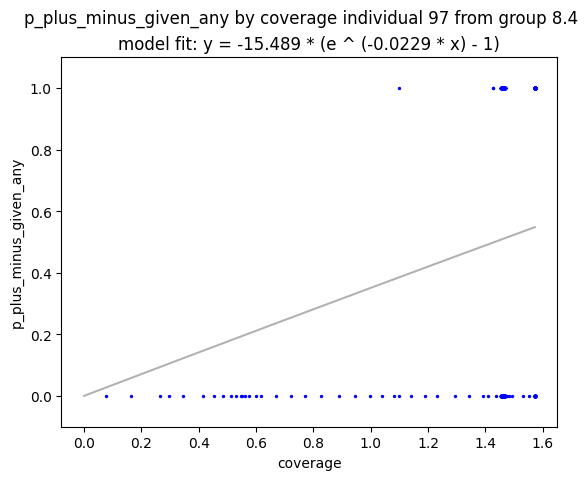 p_plus_minus_given_any by coverage individual 97 from group 8.4
model fit: y = -15.489 * (e ^ (-0.0229 * x) - 1)
1.0
0.8
0.6
0.4
0.2
0.0
p_plus_minus_given_any
0.0 0.2 0.4 0.6 0.8 1.0 1.2 1.4 1.6
coverage